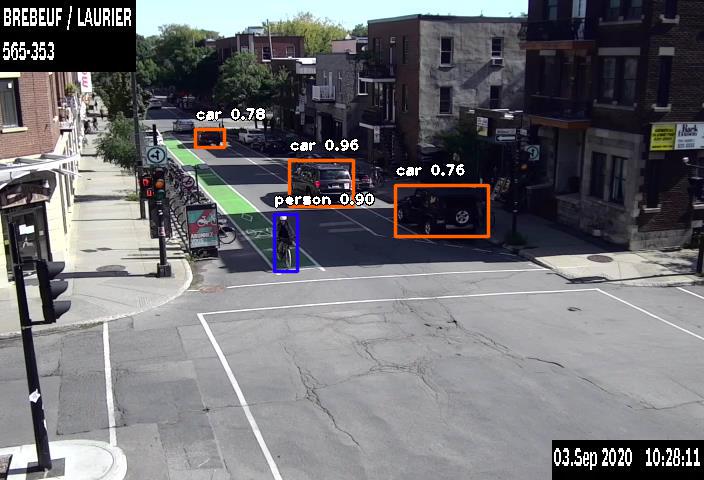 BREBEUF / LAURIER
565-353
car 0.78
car 0.96
car 0.76
person 0.90
03.Sep 2020 10:28:11